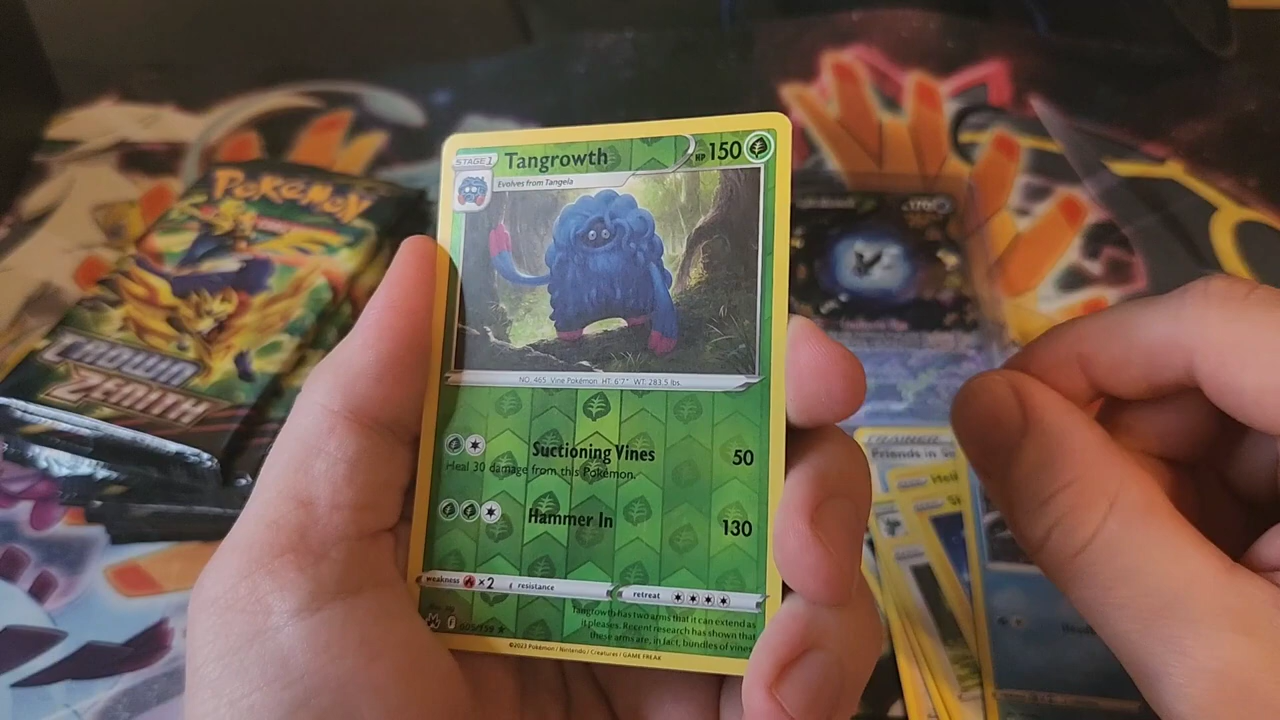 STAGE 1
Tangrowth
HP 150
Evolves from Tangela
NO. 465 Vine Pokémon HT: 6'7" WT: 283.5 lbs.
Suctioning Vines 50
Heal 30 damage from this Pokémon.
Hammer In 130
weakness ×2 resistance retreat
Tangrowth has two arms that it can extend as
it pleases. Recent research has shown that
these arms are, in fact, bundles of vines
©2023 Pokémon / Nintendo / Creatures / GAME FREAK
POKÉMON
CROWN
ZENITH
170
TRAINER
Friends in